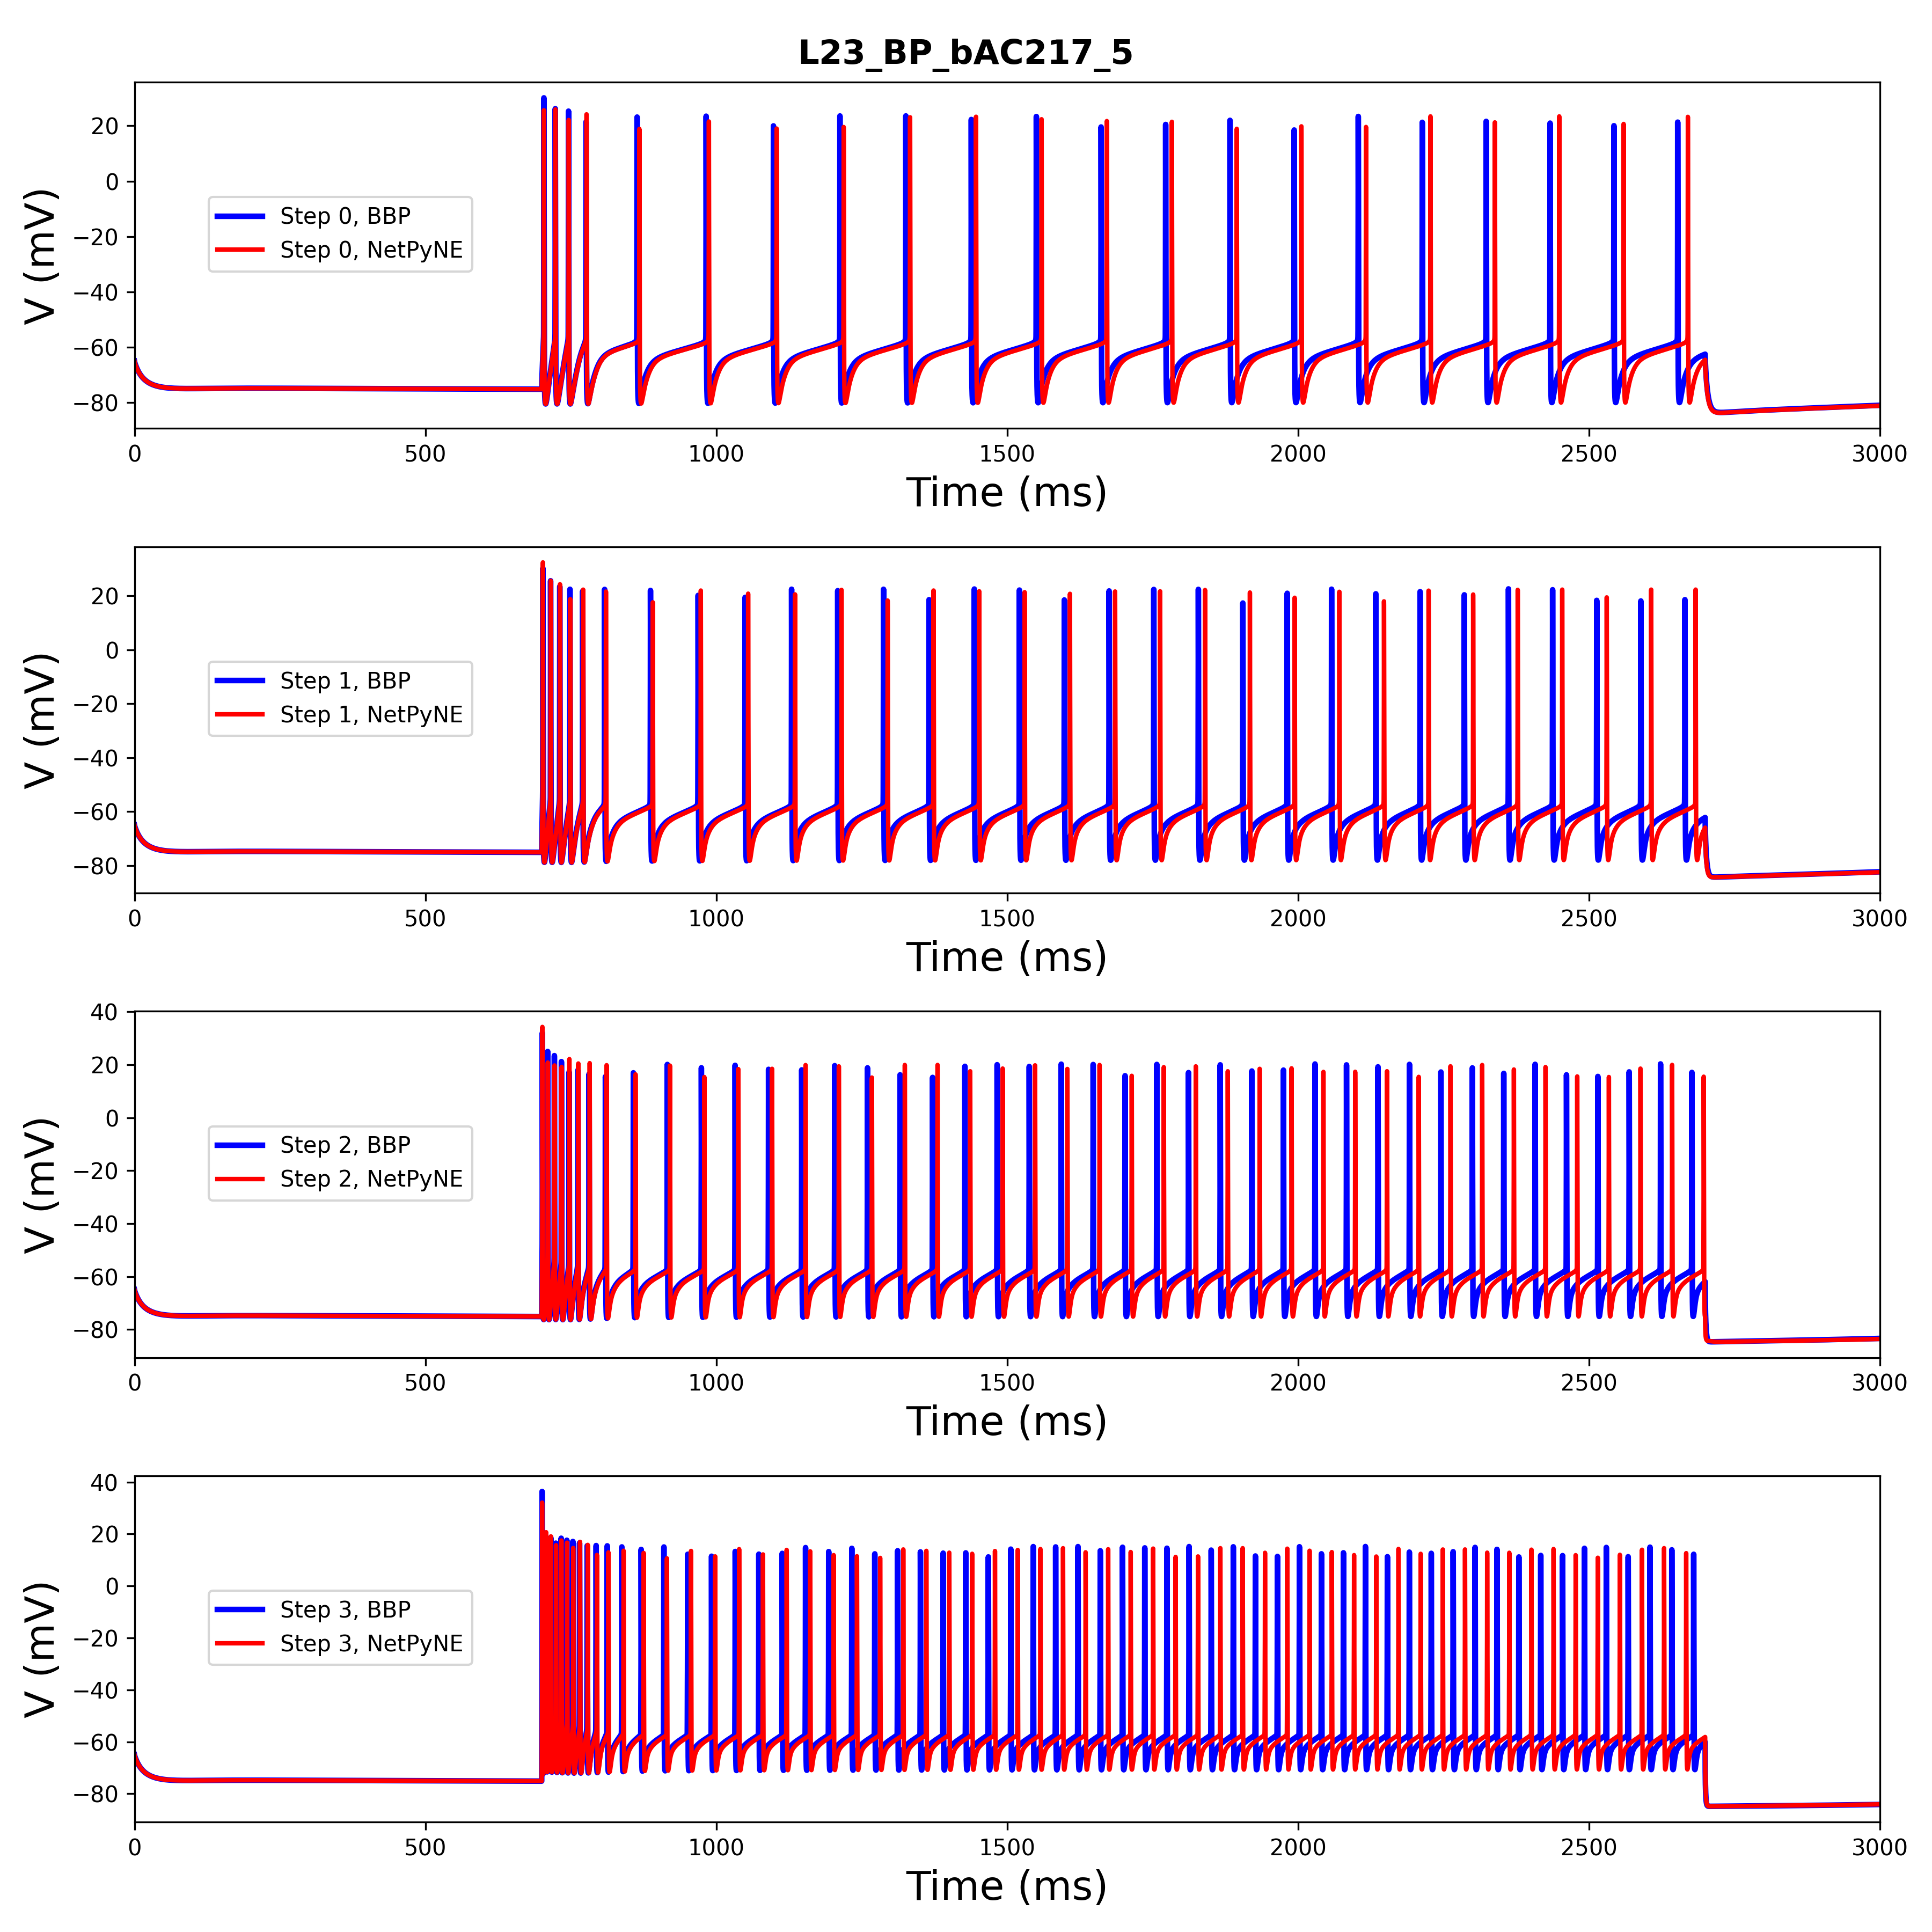 L23_BP_bAC217_5
20
0
−20
−40
−60
−80
V (mV)
Step 0, BBP
Step 0, NetPyNE
0 500 1000 1500 2000 2500 3000
Time (ms)
20
0
−20
−40
−60
−80
V (mV)
Step 1, BBP
Step 1, NetPyNE
0 500 1000 1500 2000 2500 3000
Time (ms)
40
20
0
−20
−40
−60
−80
V (mV)
Step 2, BBP
Step 2, NetPyNE
0 500 1000 1500 2000 2500 3000
Time (ms)
40
20
0
−20
−40
−60
−80
V (mV)
Step 3, BBP
Step 3, NetPyNE
0 500 1000 1500 2000 2500 3000
Time (ms)